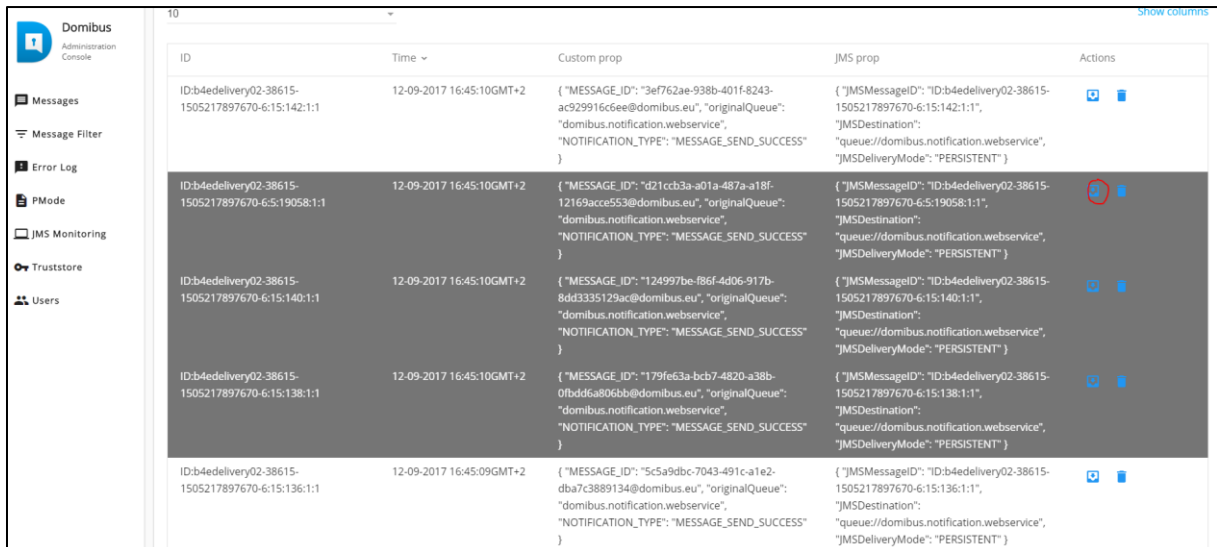 Domibus
Administration
Console
Messages
Message Filter
Error Log
PMode
JMS Monitoring
Truststore
Users
10
Show columns
ID Time Custom prop JMS prop Actions
ID:b4edelivery02-38615- 12-09-2017 16:45:10GMT+2 { "MESSAGE_ID": "3ef762ae-938b-401f-8243- { "JMSMessageID": "ID:b4edelivery02-38615-
1505217897670-6:15:142:1:1 ac929916c6ee@domibus.eu", "originalQueue": 1505217897670-6:15:142:1:1",
"domibus.notification.webservice", "JMSDestination":
"NOTIFICATION_TYPE": "MESSAGE_SEND_SUCCESS" "queue://domibus.notification.webservice",
} "JMSDeliveryMode": "PERSISTENT" }
ID:b4edelivery02-38615- 12-09-2017 16:45:10GMT+2 { "MESSAGE_ID": "d21ccb3a-a01a-487a-a18f- { "JMSMessageID": "ID:b4edelivery02-38615-
1505217897670-6:5:19058:1:1 12169acce553@domibus.eu", "originalQueue": 1505217897670-6:5:19058:1:1",
"domibus.notification.webservice", "JMSDestination":
"NOTIFICATION_TYPE": "MESSAGE_SEND_SUCCESS" "queue://domibus.notification.webservice",
} "JMSDeliveryMode": "PERSISTENT" }
ID:b4edelivery02-38615- 12-09-2017 16:45:10GMT+2 { "MESSAGE_ID": "124997be-f86f-4d06-917b- { "JMSMessageID": "ID:b4edelivery02-38615-
1505217897670-6:15:140:1:1 8dd3335129ac@domibus.eu", "originalQueue": 1505217897670-6:15:140:1:1",
"domibus.notification.webservice", "JMSDestination":
"NOTIFICATION_TYPE": "MESSAGE_SEND_SUCCESS" "queue://domibus.notification.webservice",
} "JMSDeliveryMode": "PERSISTENT" }
ID:b4edelivery02-38615- 12-09-2017 16:45:10GMT+2 { "MESSAGE_ID": "179fe63a-bcb7-4820-a38b- { "JMSMessageID": "ID:b4edelivery02-38615-
1505217897670-6:15:138:1:1 0fbdd6a806bb@domibus.eu", "originalQueue": 1505217897670-6:15:138:1:1",
"domibus.notification.webservice", "JMSDestination":
"NOTIFICATION_TYPE": "MESSAGE_SEND_SUCCESS" "queue://domibus.notification.webservice",
} "JMSDeliveryMode": "PERSISTENT" }
ID:b4edelivery02-38615- 12-09-2017 16:45:09GMT+2 { "MESSAGE_ID": "5c5a9dbc-7043-491c-a1e2- { "JMSMessageID": "ID:b4edelivery02-38615-
1505217897670-6:15:136:1:1 dba7c3889134@domibus.eu", "originalQueue": 1505217897670-6:15:136:1:1",
"domibus.notification.webservice", "JMSDestination":
"NOTIFICATION_TYPE": "MESSAGE_SEND_SUCCESS" "queue://domibus.notification.webservice",
} "JMSDeliveryMode": "PERSISTENT" }